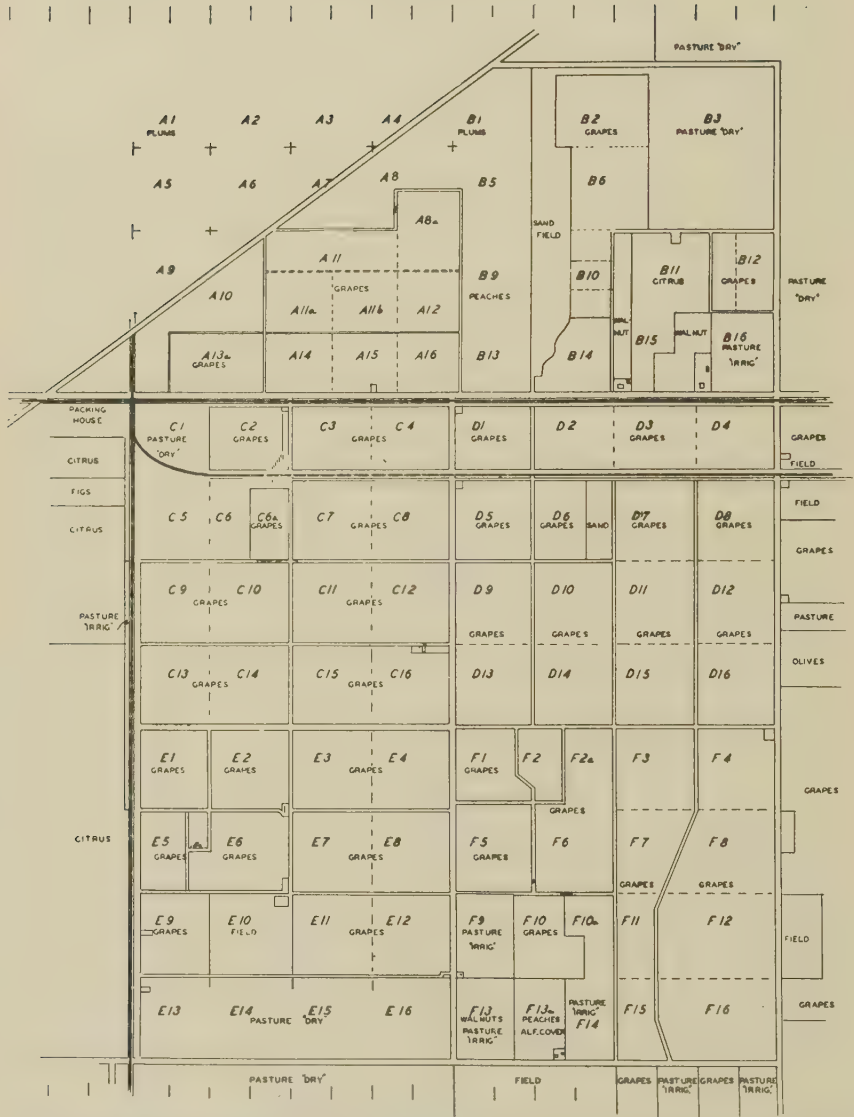 PASTURE "DRY"
A1 A2 A3 A4 B1 B2 B3
PLUMS PLUMS GRAPES PASTURE "DRY"
A5 A6 A7 A8 B5 B6
A8a
SAND
FIELD
A9 A10 A11 B9 B10 B11 B12
GRAPES PEACHES CITRUS GRAPES
PASTURE
"DRY"
A11a A11b A12
WAL
NUT
B15 WALNUT B16
PASTURE
"IRRIG"
A13a A14 A15 A16 B13 B14
GRAPES
PACKING
HOUSE
C1 C2 C3 C4 D1 D2 D3 D4
PASTURE GRAPES GRAPES GRAPES GRAPES GRAPES
"DRY"
CITRUS
FIELD
FIGS
C5 C6 C6a C7 C8 D5 D6 D7 D8
FIELD
CITRUS
GRAPES GRAPES GRAPES GRAPES SAND GRAPES GRAPES
GRAPES
C9 C10 C11 C12 D9 D10 D11 D12
GRAPES GRAPES
PASTURE
"IRRIG"
PASTURE
GRAPES GRAPES GRAPES GRAPES
OLIVES
C13 C14 C15 C16 D13 D14 D15 D16
GRAPES GRAPES
E1 E2 E3 E4 F1 F2 F2a F3 F4
GRAPES GRAPES GRAPES GRAPES
GRAPES
GRAPES
CITRUS
E5 E6 E7 E8 F5 F6 F7 F8
GRAPES GRAPES GRAPES GRAPES
GRAPES GRAPES
E9 E10 E11 E12 F9 F10 F10a F11 F12
GRAPES FIELD GRAPES PASTURE GRAPES
"IRRIG"
FIELD
E13 E14 E15 E16 F13 F13a PASTURE F15 F16
GRAPES
PASTURE "DRY"
WALNUTS PEACHES "IRRIG"
PASTURE ALF. COVER F14
"IRRIG"
PASTURE "DRY" FIELD GRAPES PASTURE GRAPES PASTURE
"IRRIG" "IRRIG"